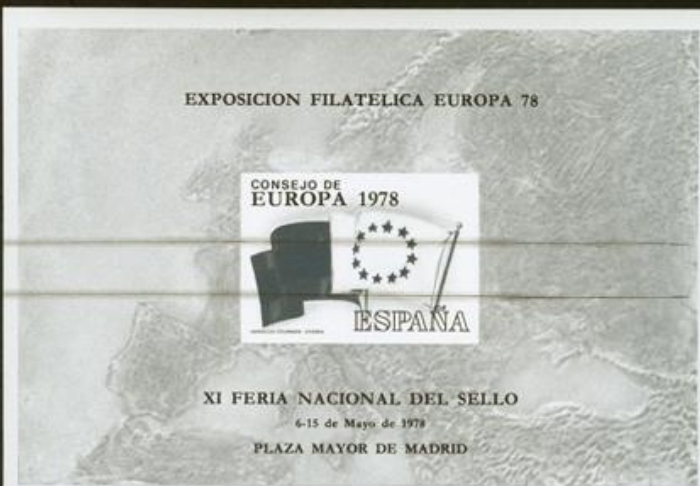 EXPOSICION FILATELICA EUROPA 78
CONSEJO DE
EUROPA 1978
ESPAÑA
XI FERIA NACIONAL DEL SELLO
6-15 de Mayo de 1978
PLAZA MAYOR DE MADRID